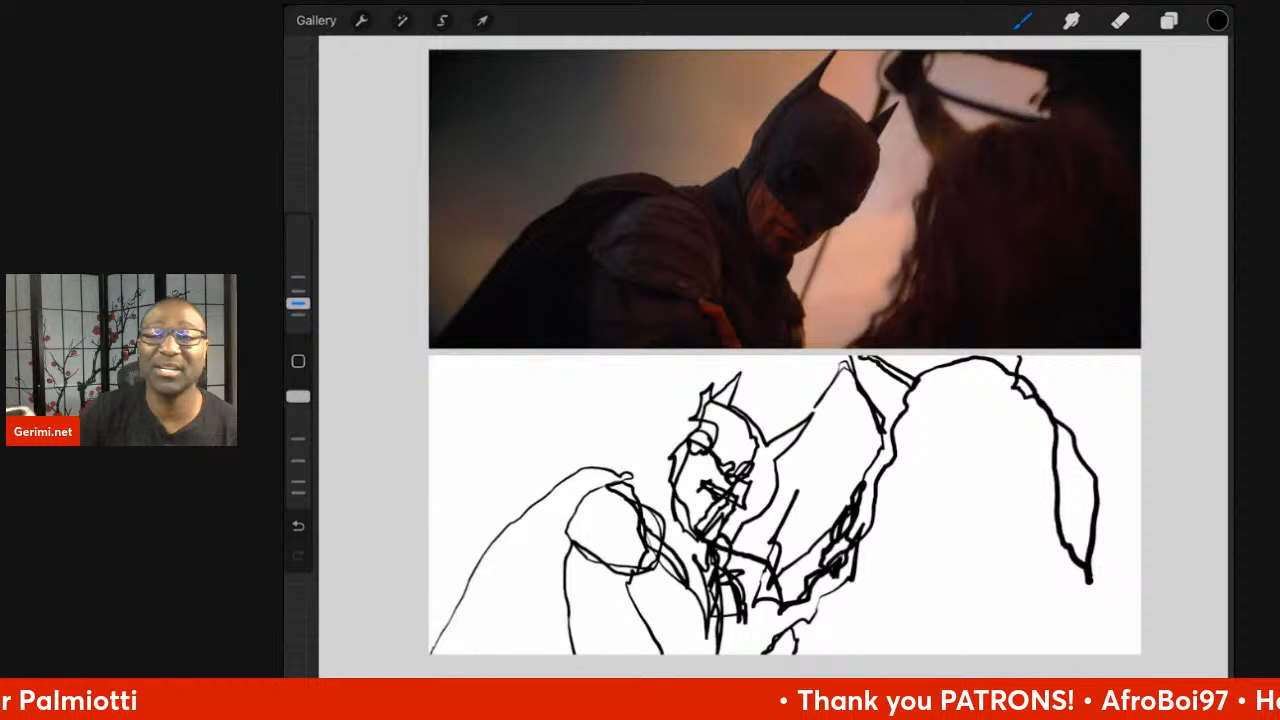 Gallery
Gerimi.net
r Palmiotti • Thank you PATRONS! • AfroBoi97 • H